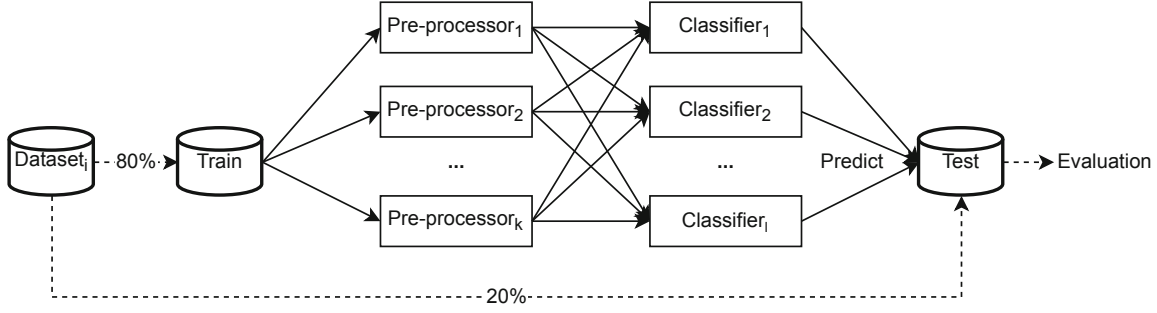 Pre-processor₁
Classifier₁
Pre-processor₂
Classifier₂
Datasetᵢ
80%
Train
...
...
Predict
Test
Evaluation
Pre-processorₖ
Classifierₗ
20%